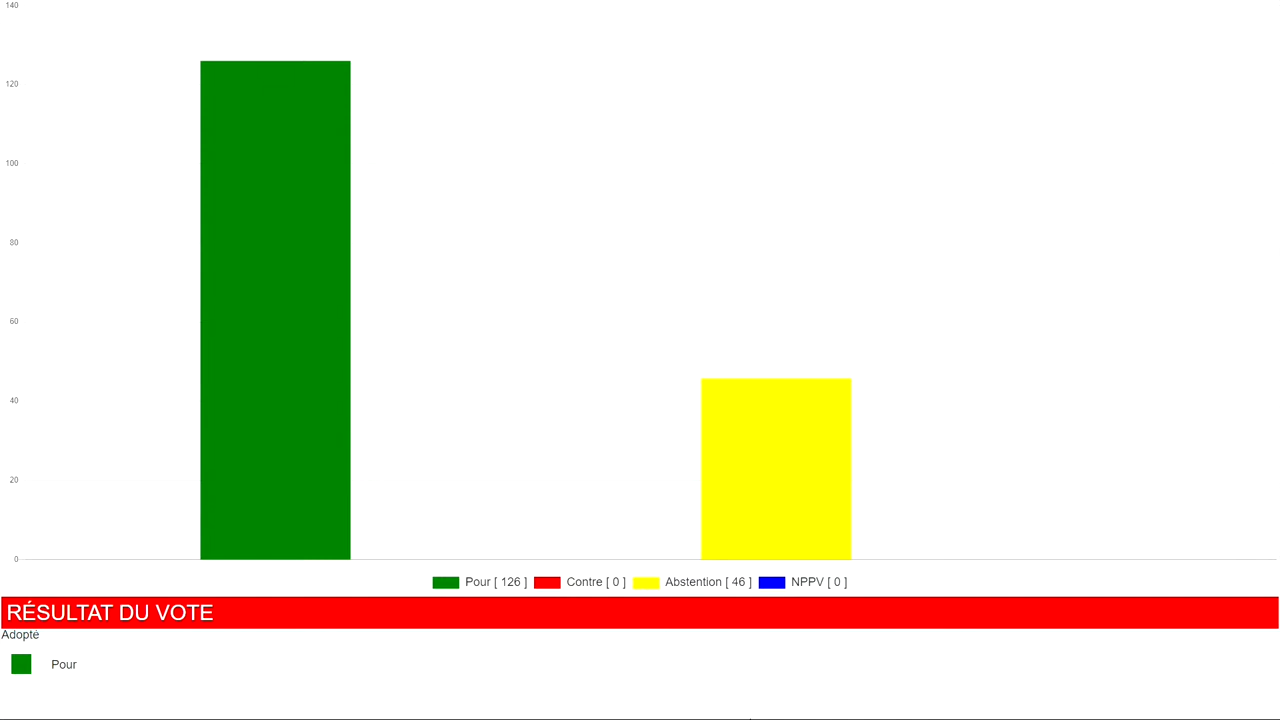 140
120
100
80
60
40
20
0
Pour [ 126 ] Contre [ 0 ] Abstention [ 46 ] NPPV [ 0 ]
RÉSULTAT DU VOTE
Adopté
Pour